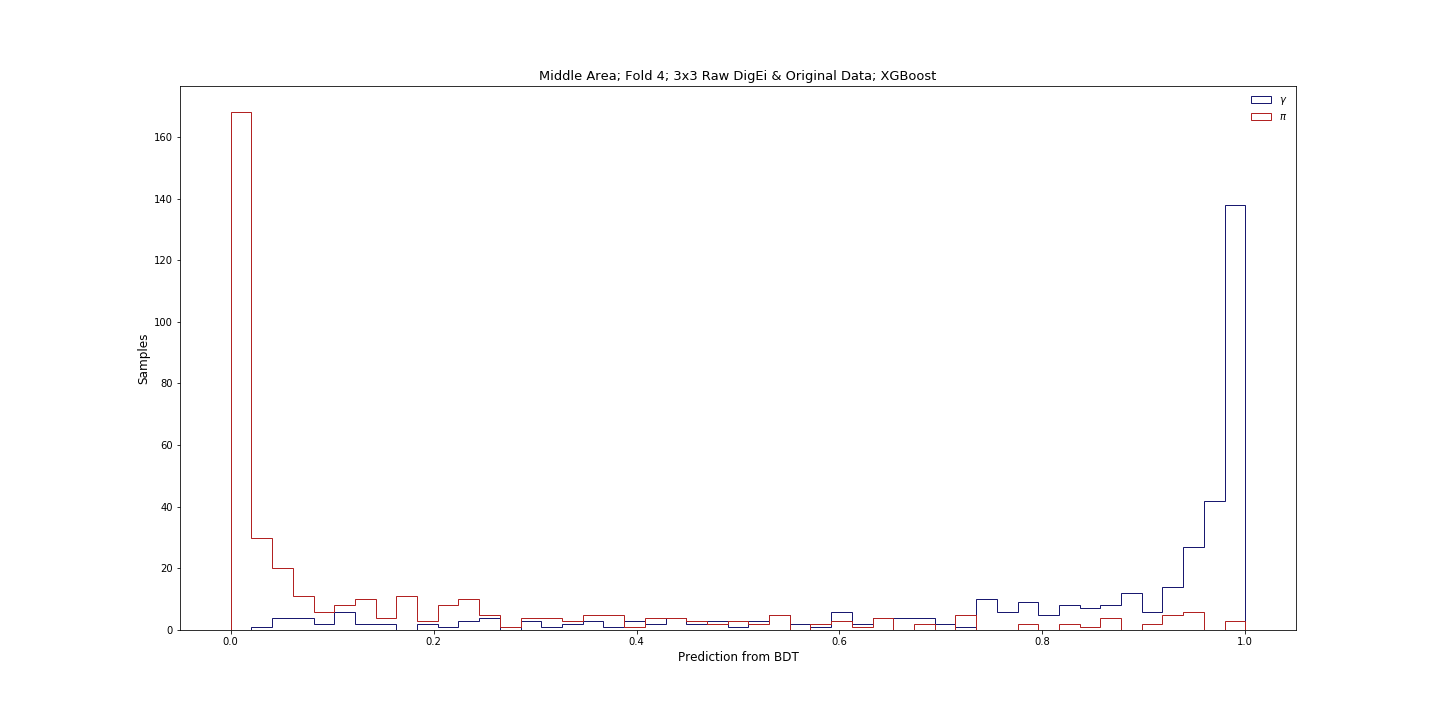 Middle Area; Fold 4; 3x3 Raw DigEi & Original Data; XGBoost
γ
π
160
140
120
100
80
60
40
20
0
Samples
0.0 0.2 0.4 0.6 0.8 1.0
Prediction from BDT